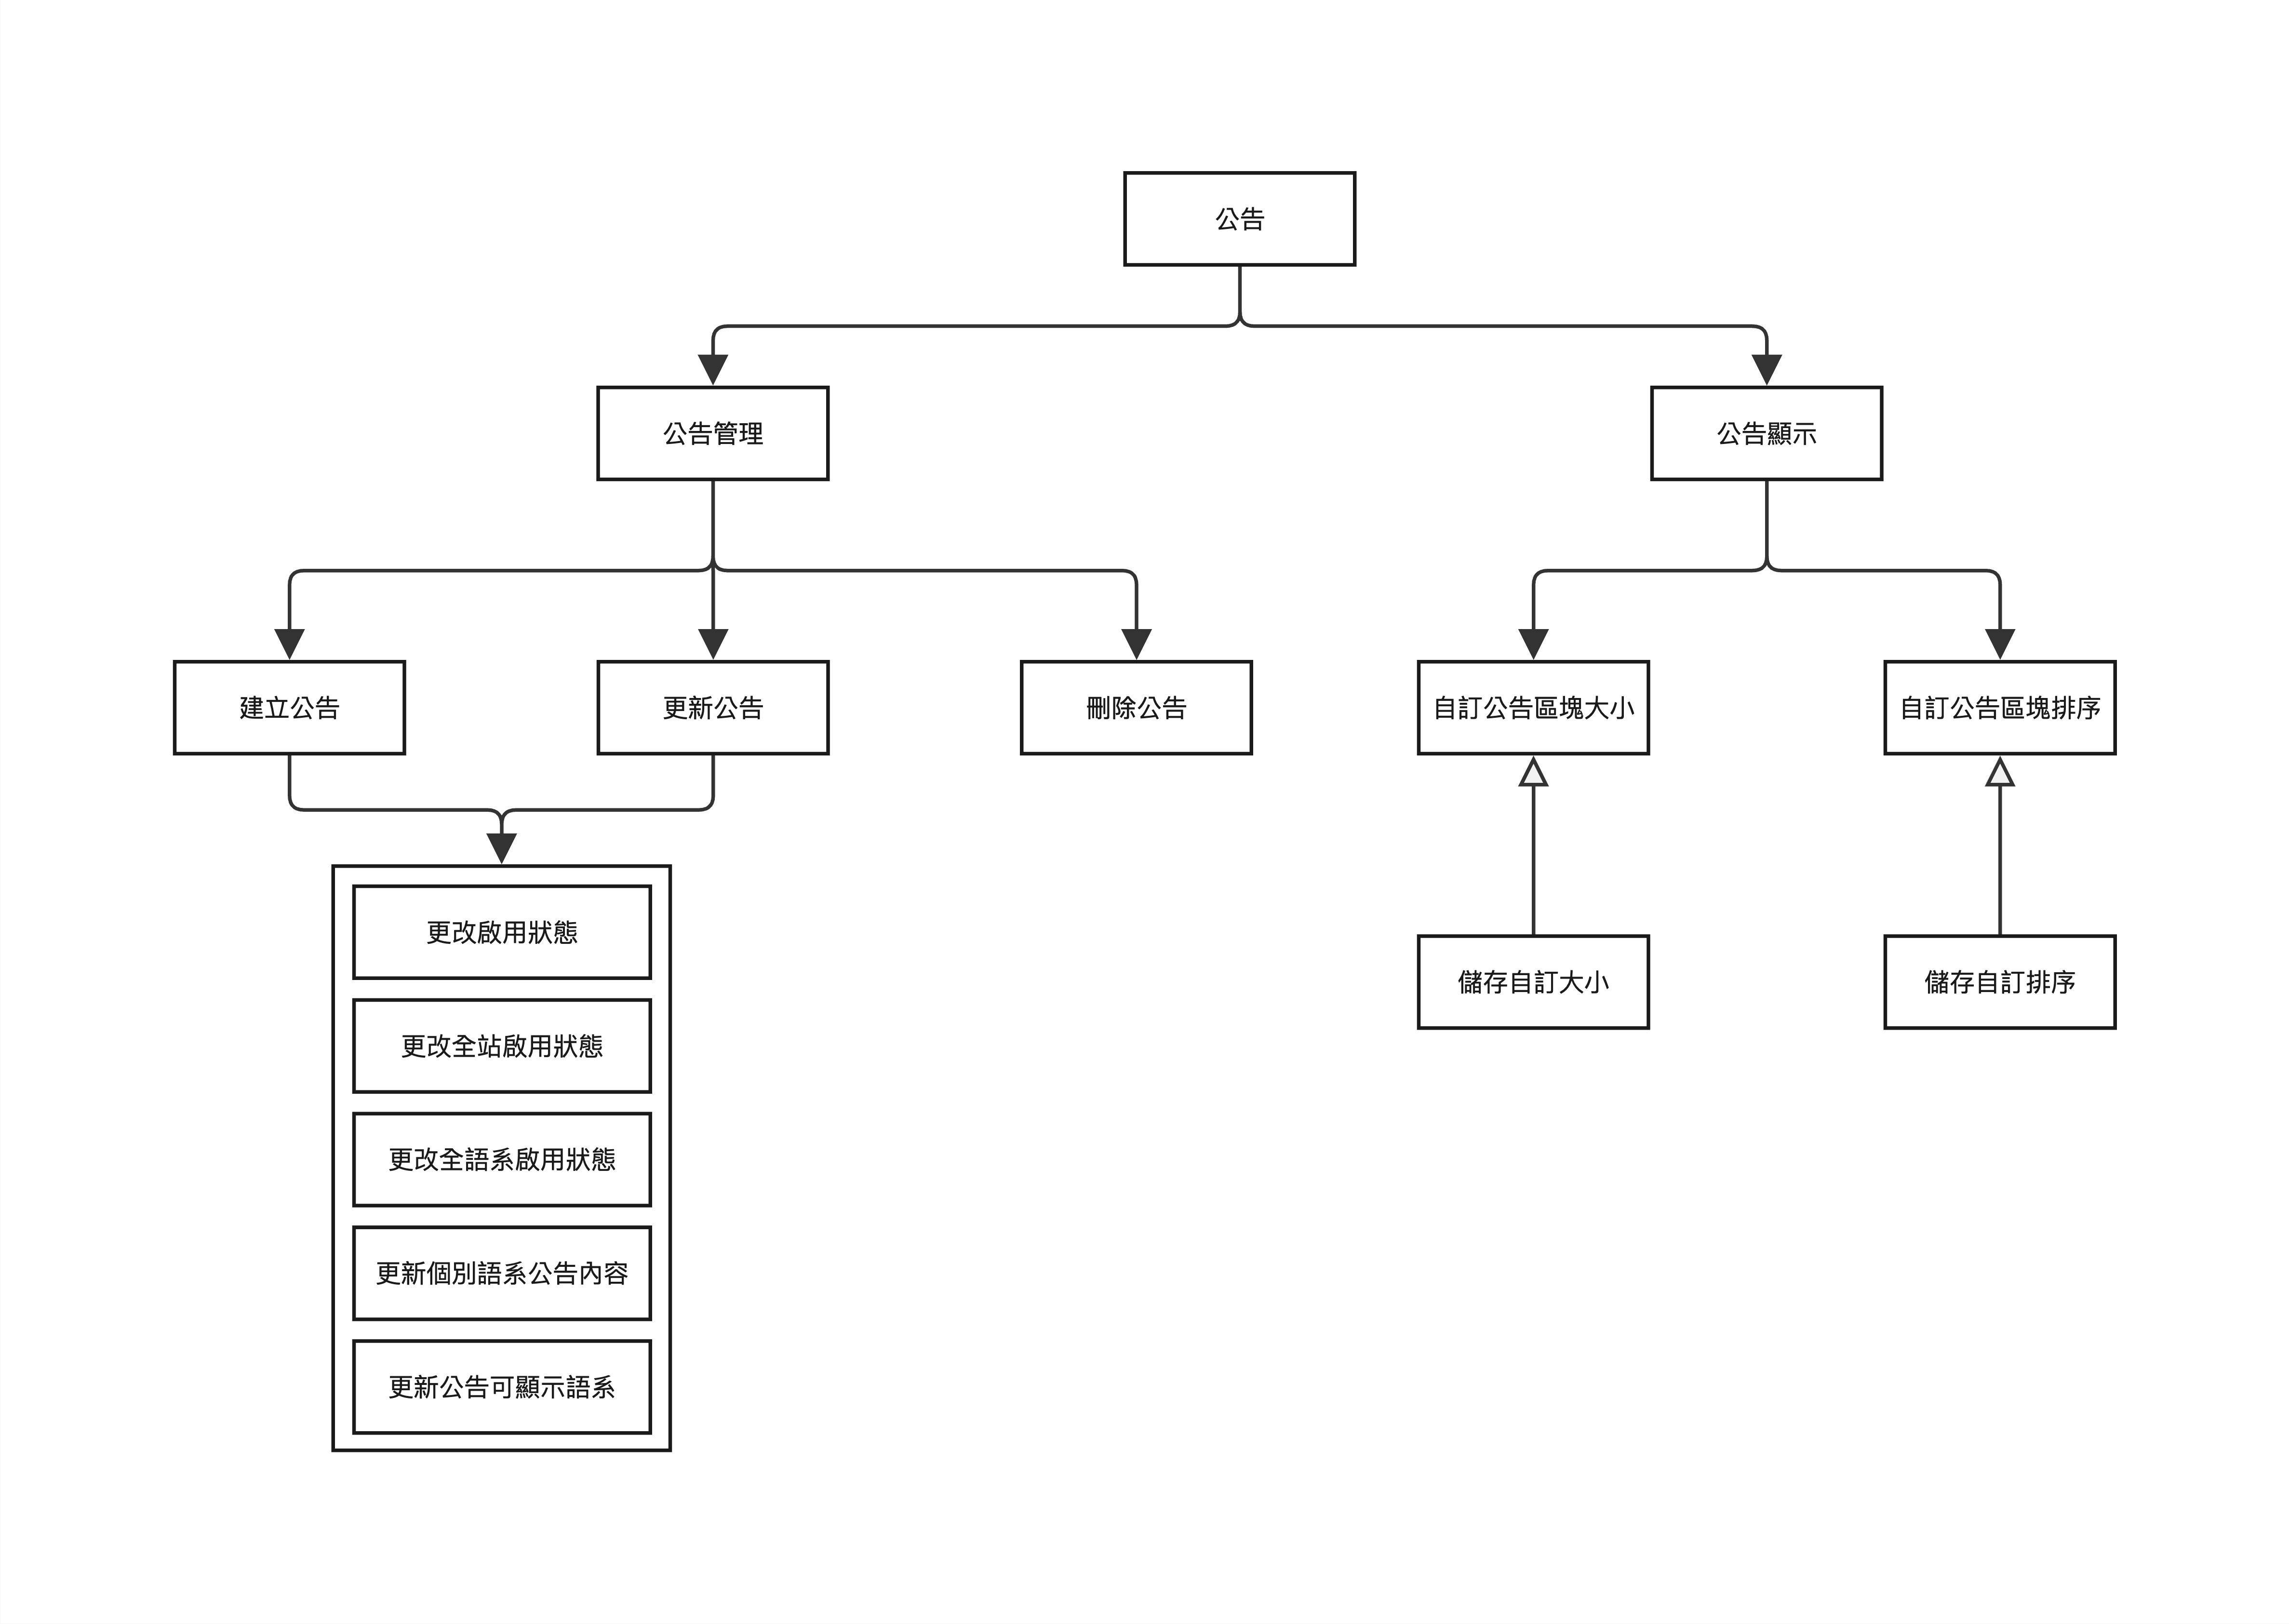 公告
公告管理
公告顯示
建立公告
更新公告
刪除公告
自訂公告區塊大小
自訂公告區塊排序
更改啟用狀態
更改全站啟用狀態
更改全語系啟用狀態
更新個別語系公告內容
更新公告可顯示語系
儲存自訂大小
儲存自訂排序